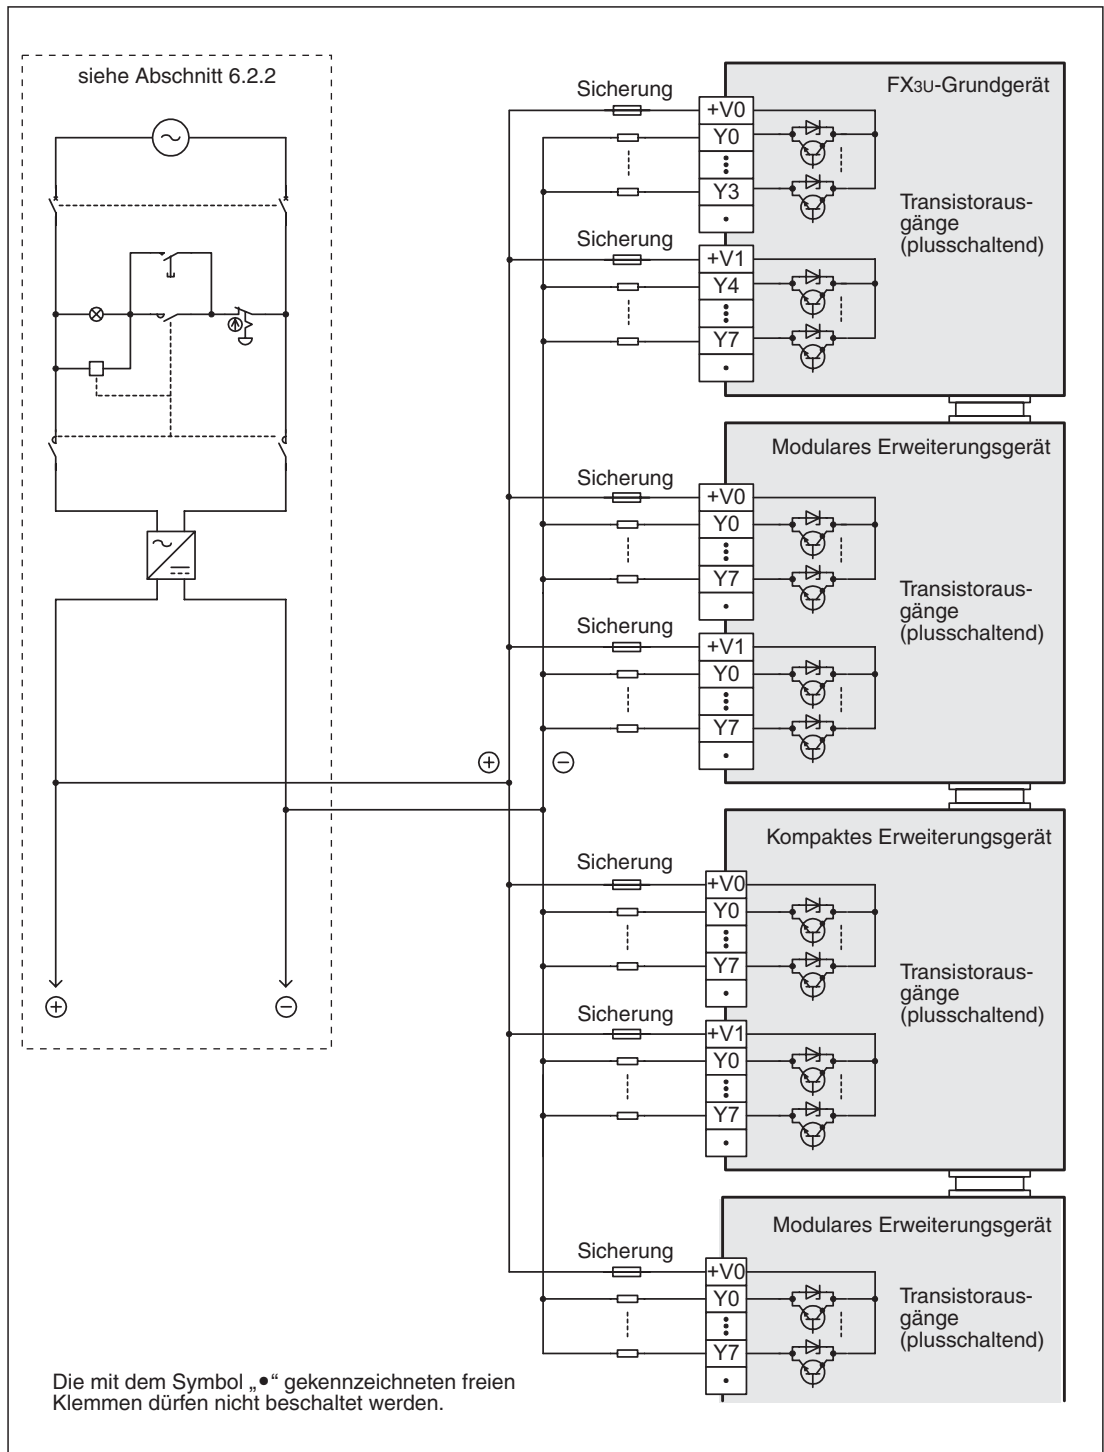 siehe Abschnitt 6.2.2
FX3U-Grundgerät
Sicherung
+V0
Y0
Y3
•
Transistoraus-
gänge
(plusschaltend)
Sicherung
+V1
Y4
Y7
•
Modulares Erweiterungsgerät
Sicherung
+V0
Y0
Y7
•
Transistoraus-
gänge
(plusschaltend)
Sicherung
+V1
Y0
Y7
•
+
−
Kompaktes Erweiterungsgerät
Sicherung
+V0
Y0
Y7
•
Transistoraus-
gänge
(plusschaltend)
+
−
Sicherung
+V1
Y0
Y7
•
Modulares Erweiterungsgerät
Sicherung
+V0
Y0
Y7
•
Transistoraus-
gänge
(plusschaltend)
Die mit dem Symbol „•“ gekennzeichneten freien
Klemmen dürfen nicht beschaltet werden.